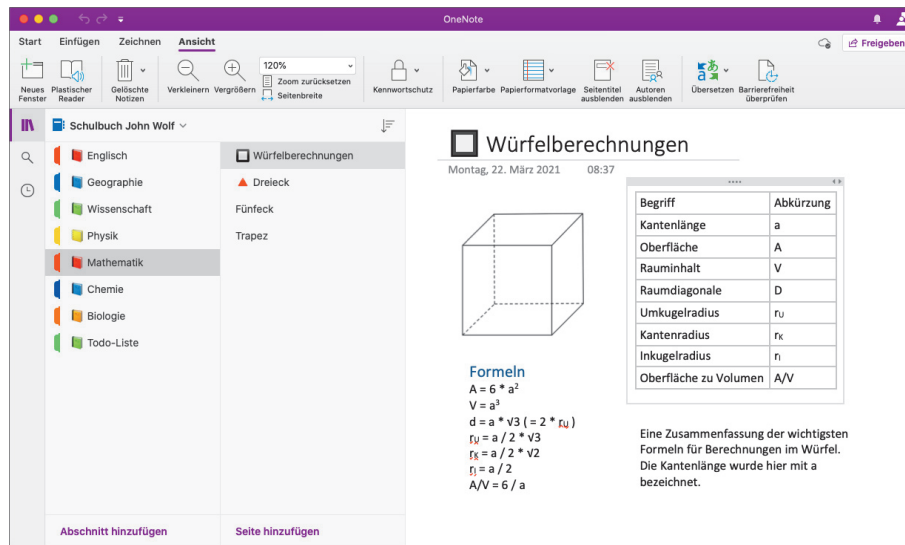 OneNote
Start Einfügen Zeichnen Ansicht
Freigeben
120%
Zoom zurücksetzen
Seitenbreite
Neues Fenster
Plastischer Reader
Gelöschte Notizen
Verkleinern Vergrößern
Kennwortschutz
Papierfarbe Papierformatvorlage
Seitentitel ausblenden
Autoren ausblenden
Übersetzen
Barrierefreiheit überprüfen
Schulbuch John Wolf
Englisch
Geographie
Wissenschaft
Physik
Mathematik
Chemie
Biologie
Todo-Liste
Abschnitt hinzufügen
Würfelberechnungen
Dreieck
Fünfeck
Trapez
Seite hinzufügen
Würfelberechnungen
Montag, 22. März 2021 08:37
Begriff Abkürzung
Kantenlänge a
Oberfläche A
Rauminhalt V
Raumdiagonale D
Umkugelradius rU
Kantenradius rK
Inkugelradius rI
Oberfläche zu Volumen A/V
Formeln
A = 6 * a²
V = a³
d = a * √3 ( = 2 * rU )
rU = a / 2 * √3
rK = a / 2 * √2
rI = a / 2
A/V = 6 / a
Eine Zusammenfassung der wichtigsten
Formeln für Berechnungen im Würfel.
Die Kantenlänge wurde hier mit a
bezeichnet.